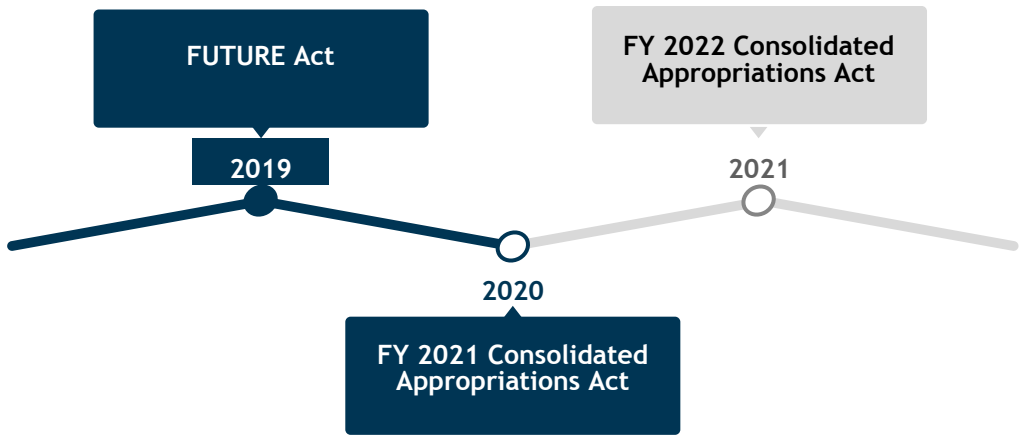 FUTURE Act
2019
2020
FY 2021 Consolidated
Appropriations Act
FY 2022 Consolidated
Appropriations Act
2021